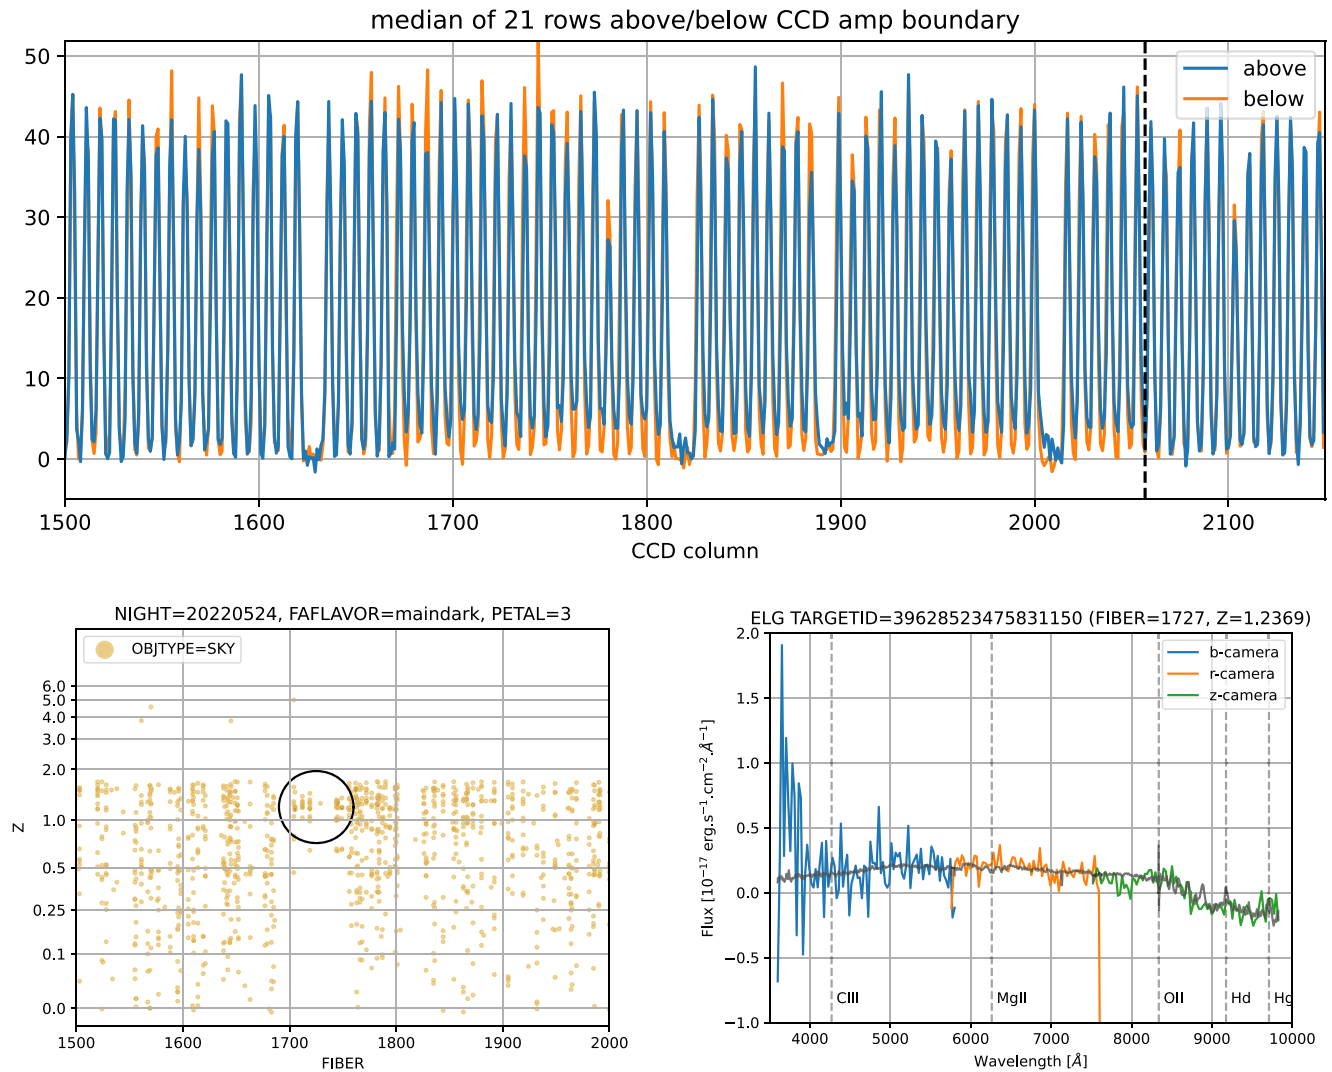 median of 21 rows above/below CCD amp boundary
50
40
30
20
10
0
above
below
1500 1600 1700 1800 1900 2000 2100
CCD column
NIGHT=20220524, FAFLAVOR=maindark, PETAL=3
OBJTYPE=SKY
6.0
5.0
4.0
3.0
2.0
1.0
0.5
0.25
0.1
0.0
Z
1500 1600 1700 1800 1900 2000
FIBER
ELG TARGETID=39628523475831150 (FIBER=1727, Z=1.2369)
b-camera
r-camera
z-camera
2.0
1.5
1.0
0.5
0.0
−0.5
−1.0
Flux [10⁻¹⁷ erg.s⁻¹.cm⁻².Å⁻¹]
CIII MgII OII Hd Hg
4000 5000 6000 7000 8000 9000 10000
Wavelength [Å]